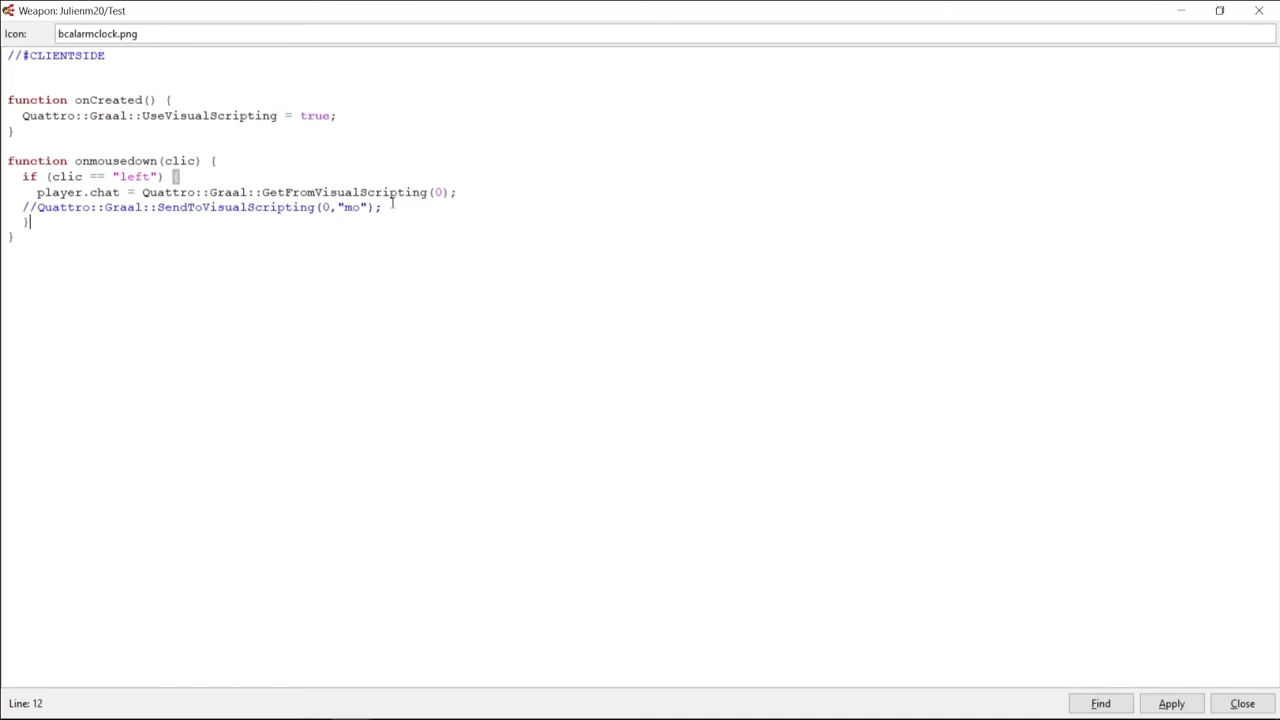 Weapon: Julienm20/Test
Icon: bcalarmclock.png
//#CLIENTSIDE
function onCreated() {
Quattro::Graal::UseVisualScripting = true;
}
function onmousedown(clic) {
if (clic == "left") {
player.chat = Quattro::Graal::GetFromVisualScripting(0);
//Quattro::Graal::SendToVisualScripting(0,"mo");
}
}
Line: 12
Find
Apply
Close